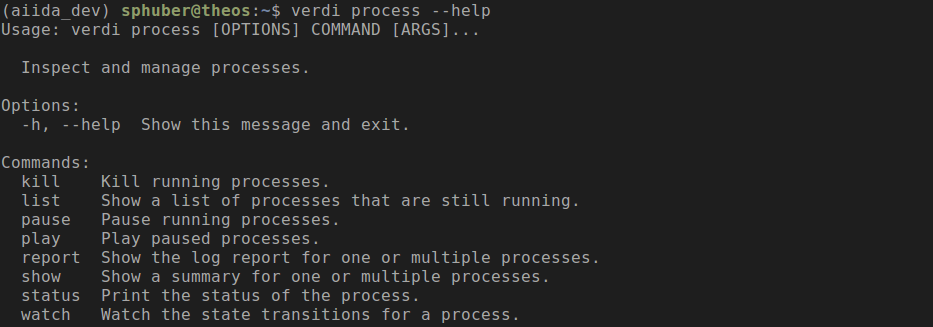 (aiida_dev) sphuber@theos:~$ verdi process --help
Usage: verdi process [OPTIONS] COMMAND [ARGS]...
Inspect and manage processes.
Options:
-h, --help  Show this message and exit.
Commands:
kill    Kill running processes.
list    Show a list of processes that are still running.
pause   Pause running processes.
play    Play paused processes.
report  Show the log report for one or multiple processes.
show    Show a summary for one or multiple processes.
status  Print the status of the process.
watch   Watch the state transitions for a process.